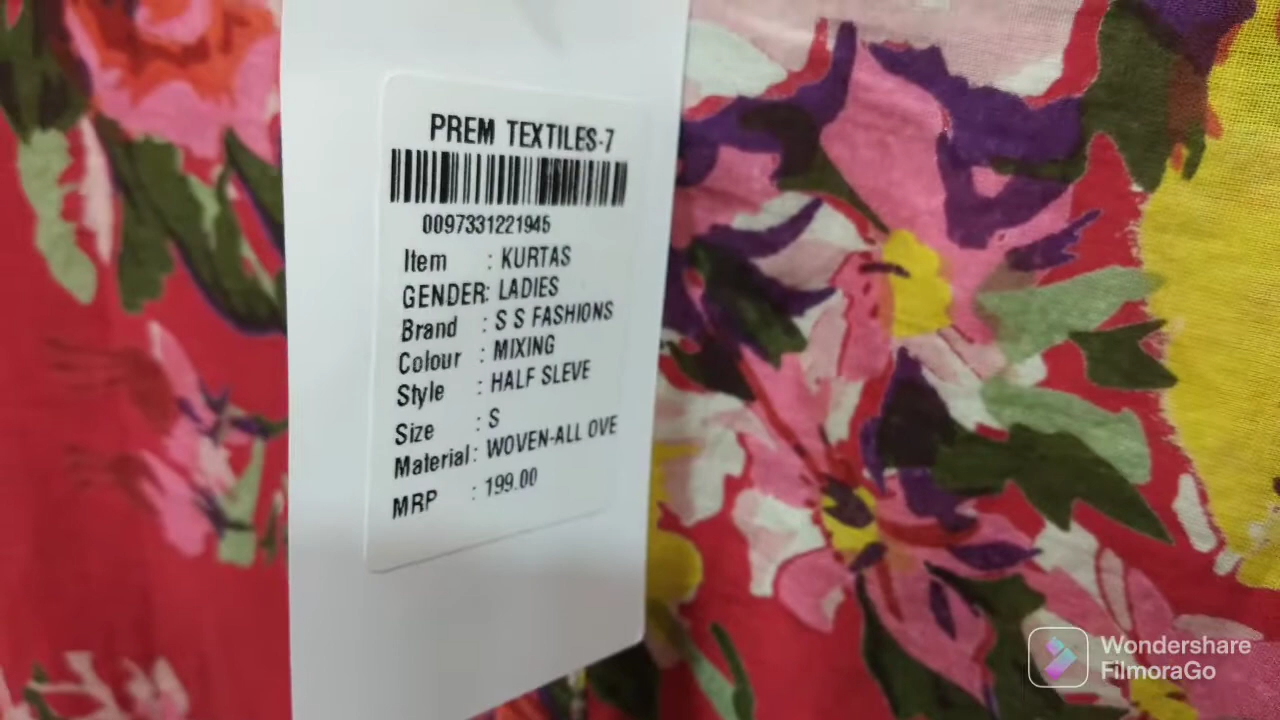 PREM TEXTILES-7
0097331221945
Item : KURTAS
GENDER: LADIES
Brand : S S FASHIONS
Colour : MIXING
Style : HALF SLEVE
Size : S
Material: WOVEN-ALL OVE
MRP : 199.00
Wondershare
FilmoraGo